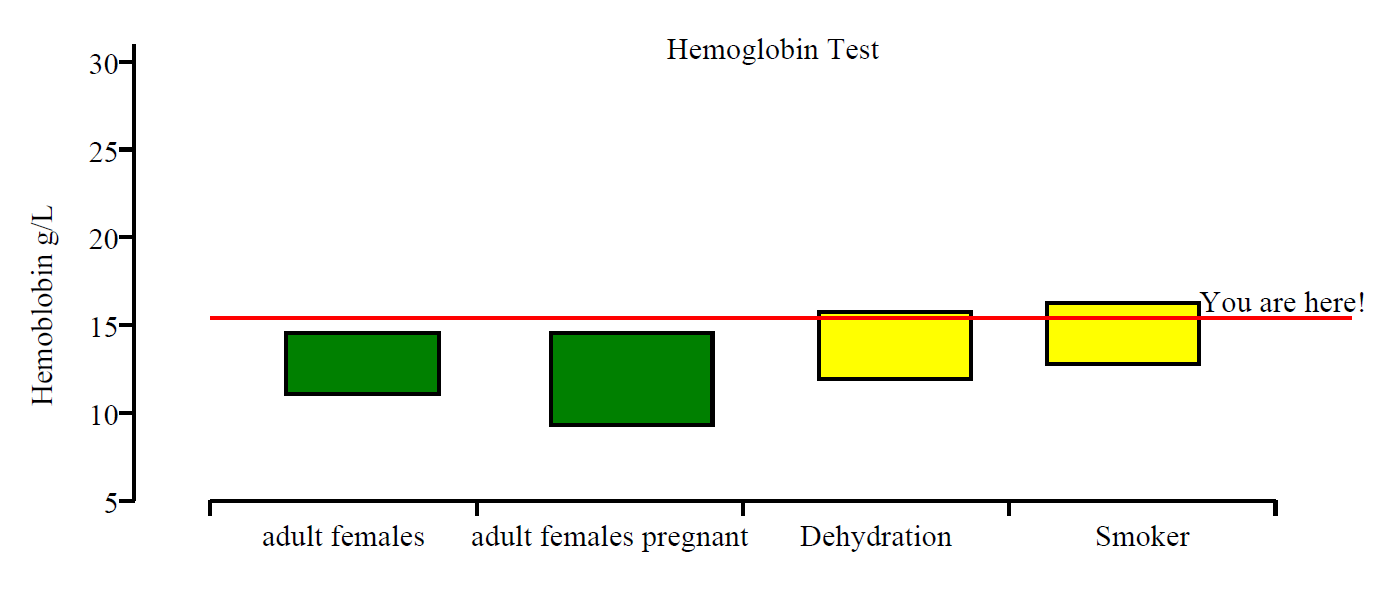 Hemoglobin Test
30
25
20
15
10
5
Hemoblobin g/L
You are here!
adult females
adult females pregnant
Dehydration
Smoker